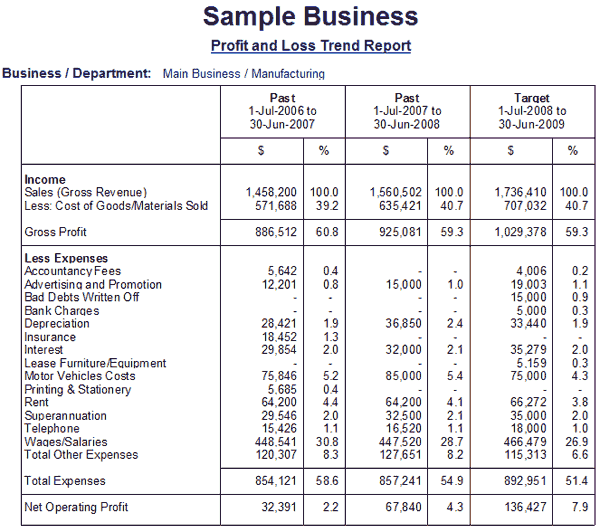 Sample Business
Profit and Loss Trend Report
Business / Department: Main Business / Manufacturing
Past Past Target
1-Jul-2006 to 1-Jul-2007 to 1-Jul-2008 to
30-Jun-2007 30-Jun-2008 30-Jun-2009
$ % $ % $ %
Income
Sales (Gross Revenue) 1,458,200 100.0 1,560,502 100.0 1,736,410 100.0
Less: Cost of Goods/Materials Sold 571,688 39.2 635,421 40.7 707,032 40.7
Gross Profit 886,512 60.8 925,081 59.3 1,029,378 59.3
Less Expenses
Accountancy Fees 5,642 0.4 - - 4,006 0.2
Advertising and Promotion 12,201 0.8 15,000 1.0 19,003 1.1
Bad Debts Written Off - - - - 15,000 0.9
Bank Charges - - - - 5,000 0.3
Depreciation 28,421 1.9 36,850 2.4 33,440 1.9
Insurance 18,452 1.3 - - - -
Interest 29,854 2.0 32,000 2.1 35,279 2.0
Lease Furniture/Equipment - - - - 5,159 0.3
Motor Vehicles Costs 75,846 5.2 85,000 5.4 75,000 4.3
Printing & Stationery 5,685 0.4 - - - -
Rent 64,200 4.4 64,200 4.1 66,272 3.8
Superannuation 29,546 2.0 32,500 2.1 35,000 2.0
Telephone 15,426 1.1 16,520 1.1 18,000 1.0
Wages/Salaries 448,541 30.8 447,520 28.7 466,479 26.9
Total Other Expenses 120,307 8.3 127,651 8.2 115,313 6.6
Total Expenses 854,121 58.6 857,241 54.9 892,951 51.4
Net Operating Profit 32,391 2.2 67,840 4.3 136,427 7.9